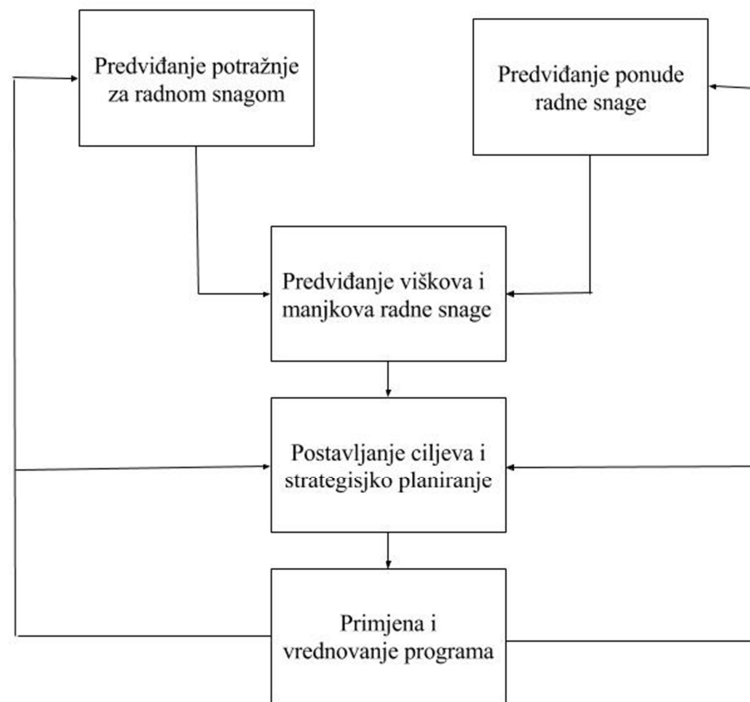 Predviđanje potražnje
za radnom snagom
Predviđanje ponude
radne snage
Predviđanje viškova i
manjkova radne snage
Postavljanje ciljeva i
strategisjko planiranje
Primjena i
vrednovanje programa